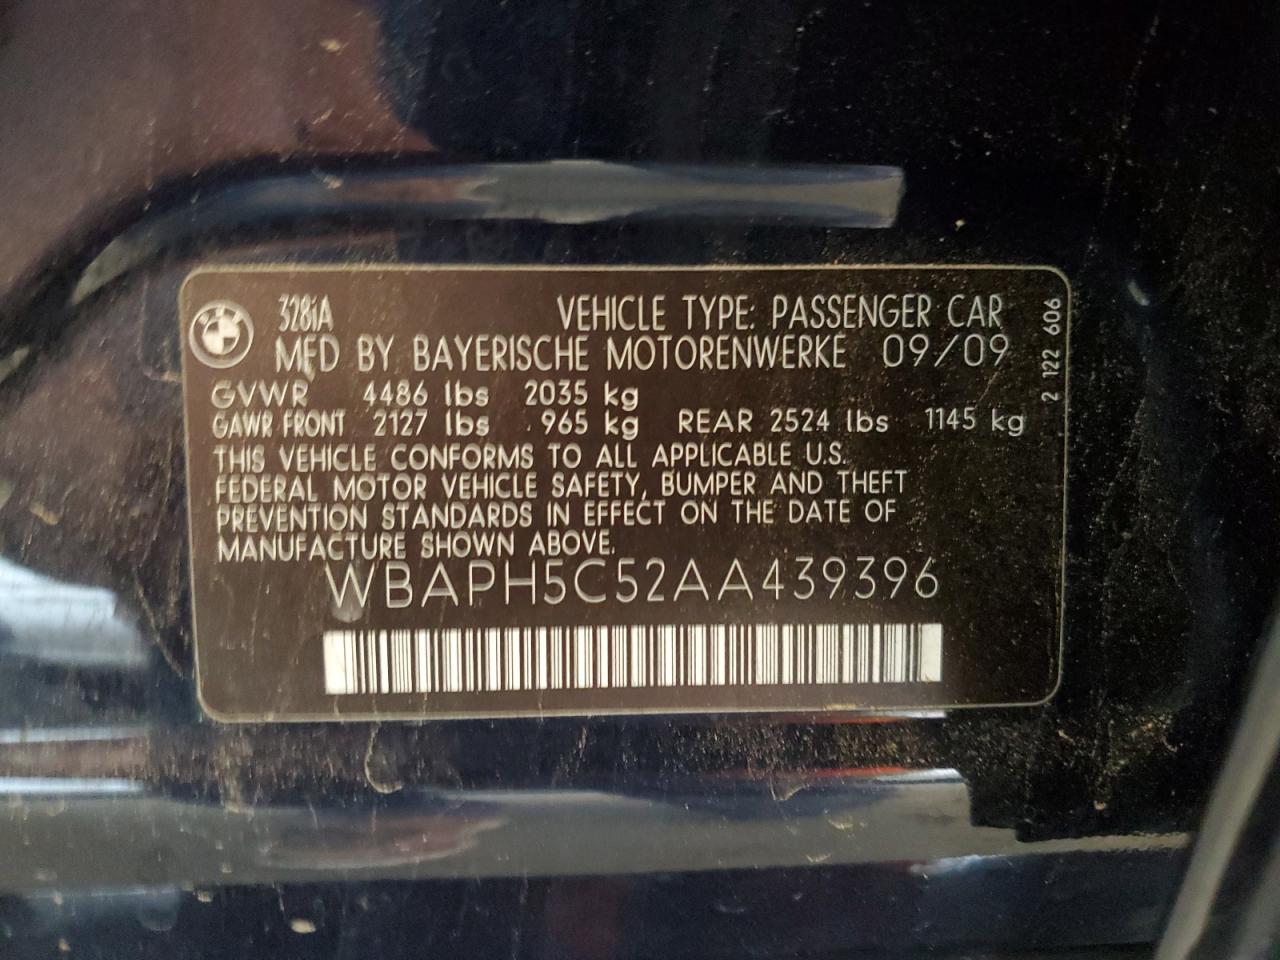 328iA VEHICLE TYPE: PASSENGER CAR
MFD BY BAYERISCHE MOTORENWERKE 09/09
GVWR 4486 lbs 2035 kg
GAWR FRONT 2127 lbs 965 kg REAR 2524 lbs 1145 kg
THIS VEHICLE CONFORMS TO ALL APPLICABLE U.S.
FEDERAL MOTOR VEHICLE SAFETY, BUMPER AND THEFT
PREVENTION STANDARDS IN EFFECT ON THE DATE OF
MANUFACTURE SHOWN ABOVE.
WBAPH5C52AA439396
2 122 606